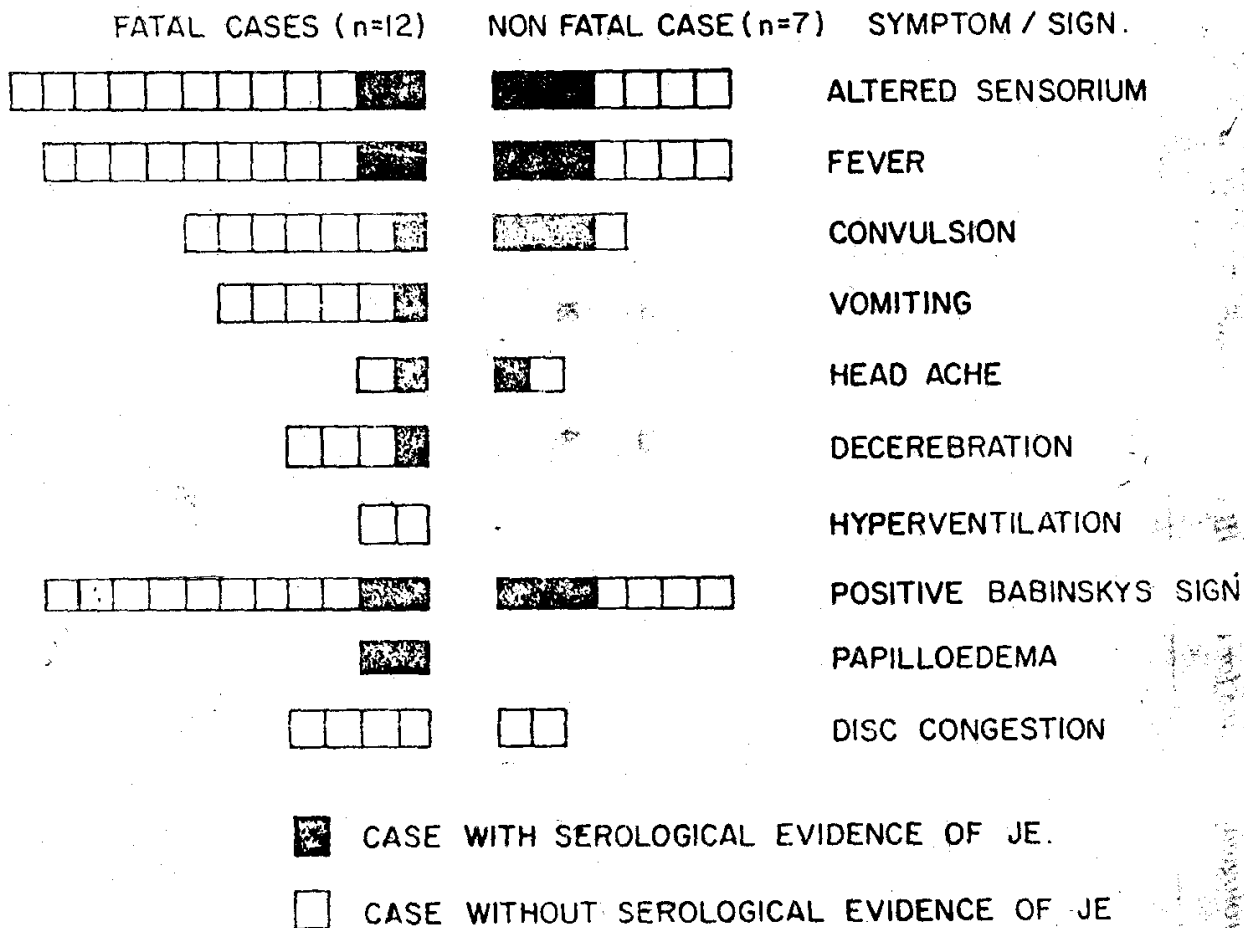 FATAL CASES (n=12) NON FATAL CASE (n=7) SYMPTOM / SIGN.
ALTERED SENSORIUM
FEVER
CONVULSION
VOMITING
HEAD ACHE
DECEREBRATION
HYPERVENTILATION
POSITIVE BABINSKYS SIGN
PAPILLOEDEMA
DISC CONGESTION
CASE WITH SEROLOGICAL EVIDENCE OF JE.
CASE WITHOUT SEROLOGICAL EVIDENCE OF JE